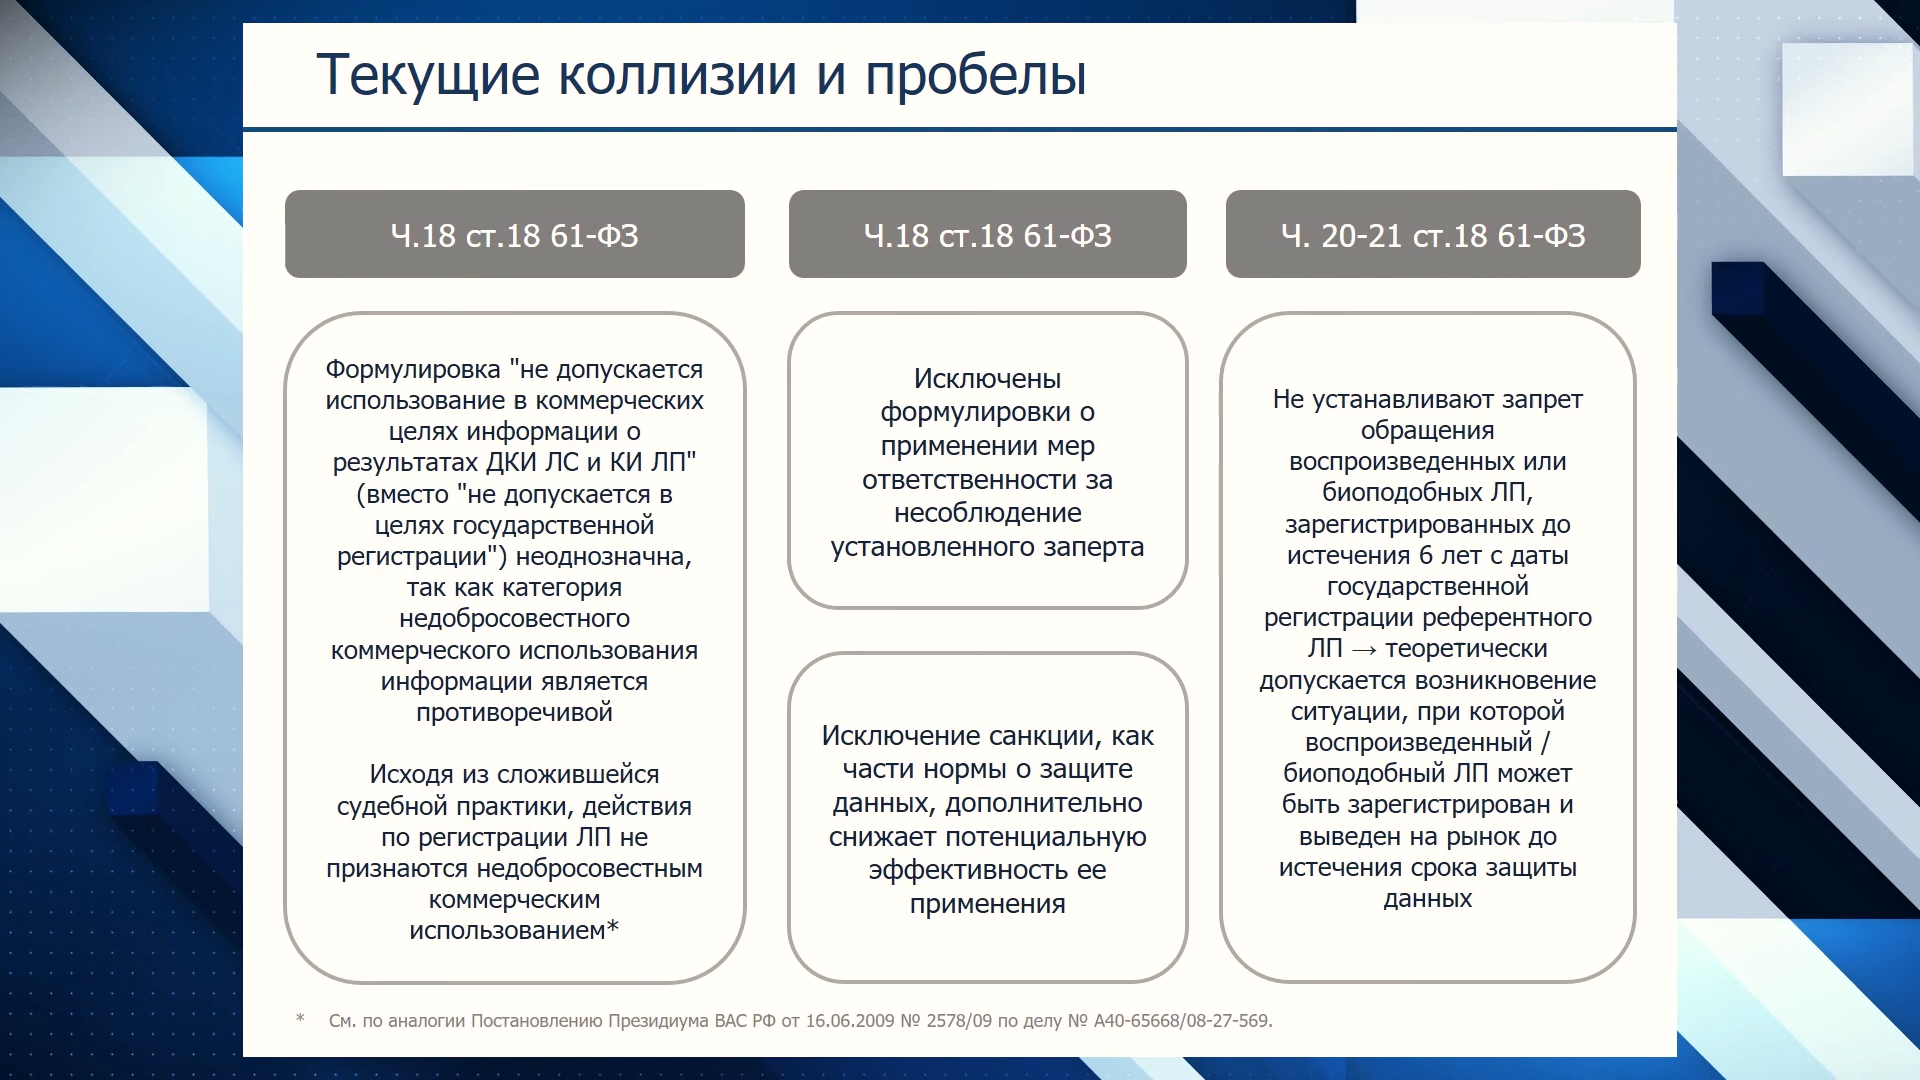 Текущие коллизии и пробелы
Ч.18 ст.18 61-ФЗ
Формулировка "не допускается
использование в коммерческих
целях информации о
результатах ДКИ ЛС и КИ ЛП"
(вместо "не допускается в
целях государственной
регистрации") неоднозначна,
так как категория
недобросовестного
коммерческого использования
информации является
противоречивой
Исходя из сложившейся
судебной практики, действия
по регистрации ЛП не
признаются недобросовестным
коммерческим
использованием*
Ч.18 ст.18 61-ФЗ
Исключены
формулировки о
применении мер
ответственности за
несоблюдение
установленного заперта
Исключение санкции, как
части нормы о защите
данных, дополнительно
снижает потенциальную
эффективность ее
применения
Ч. 20-21 ст.18 61-ФЗ
Не устанавливают запрет
обращения
воспроизведенных или
биоподобных ЛП,
зарегистрированных до
истечения 6 лет с даты
государственной
регистрации референтного
ЛП → теоретически
допускается возникновение
ситуации, при которой
воспроизведенный /
биоподобный ЛП может
быть зарегистрирован и
выведен на рынок до
истечения срока защиты
данных
* См. по аналогии Постановлению Президиума ВАС РФ от 16.06.2009 № 2578/09 по делу № А40-65668/08-27-569.